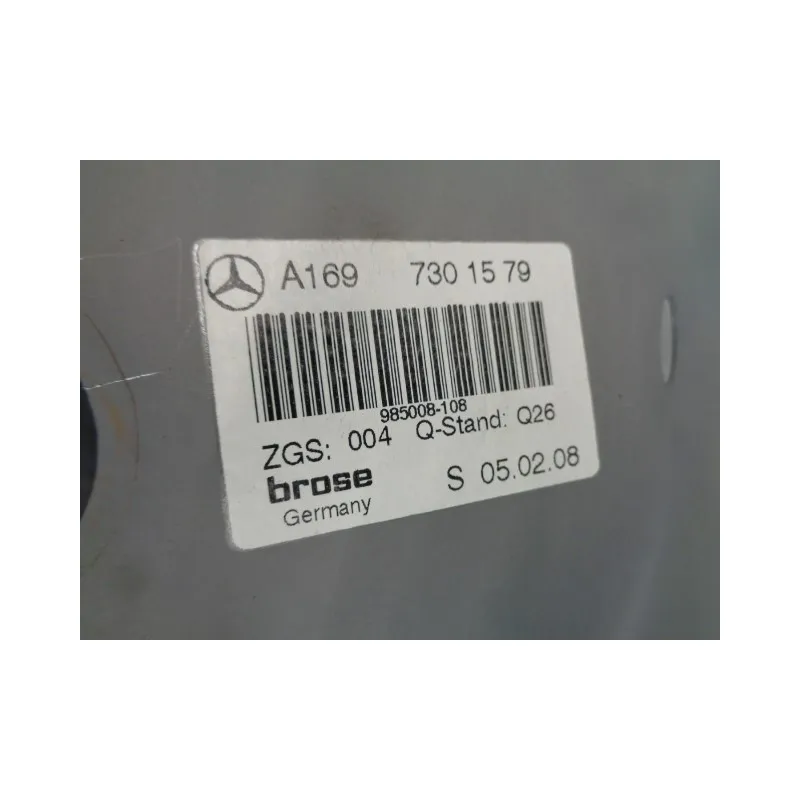 A169 730 15 79
985008-108
ZGS: 004 Q-Stand: Q26
brose S 05.02.08
Germany